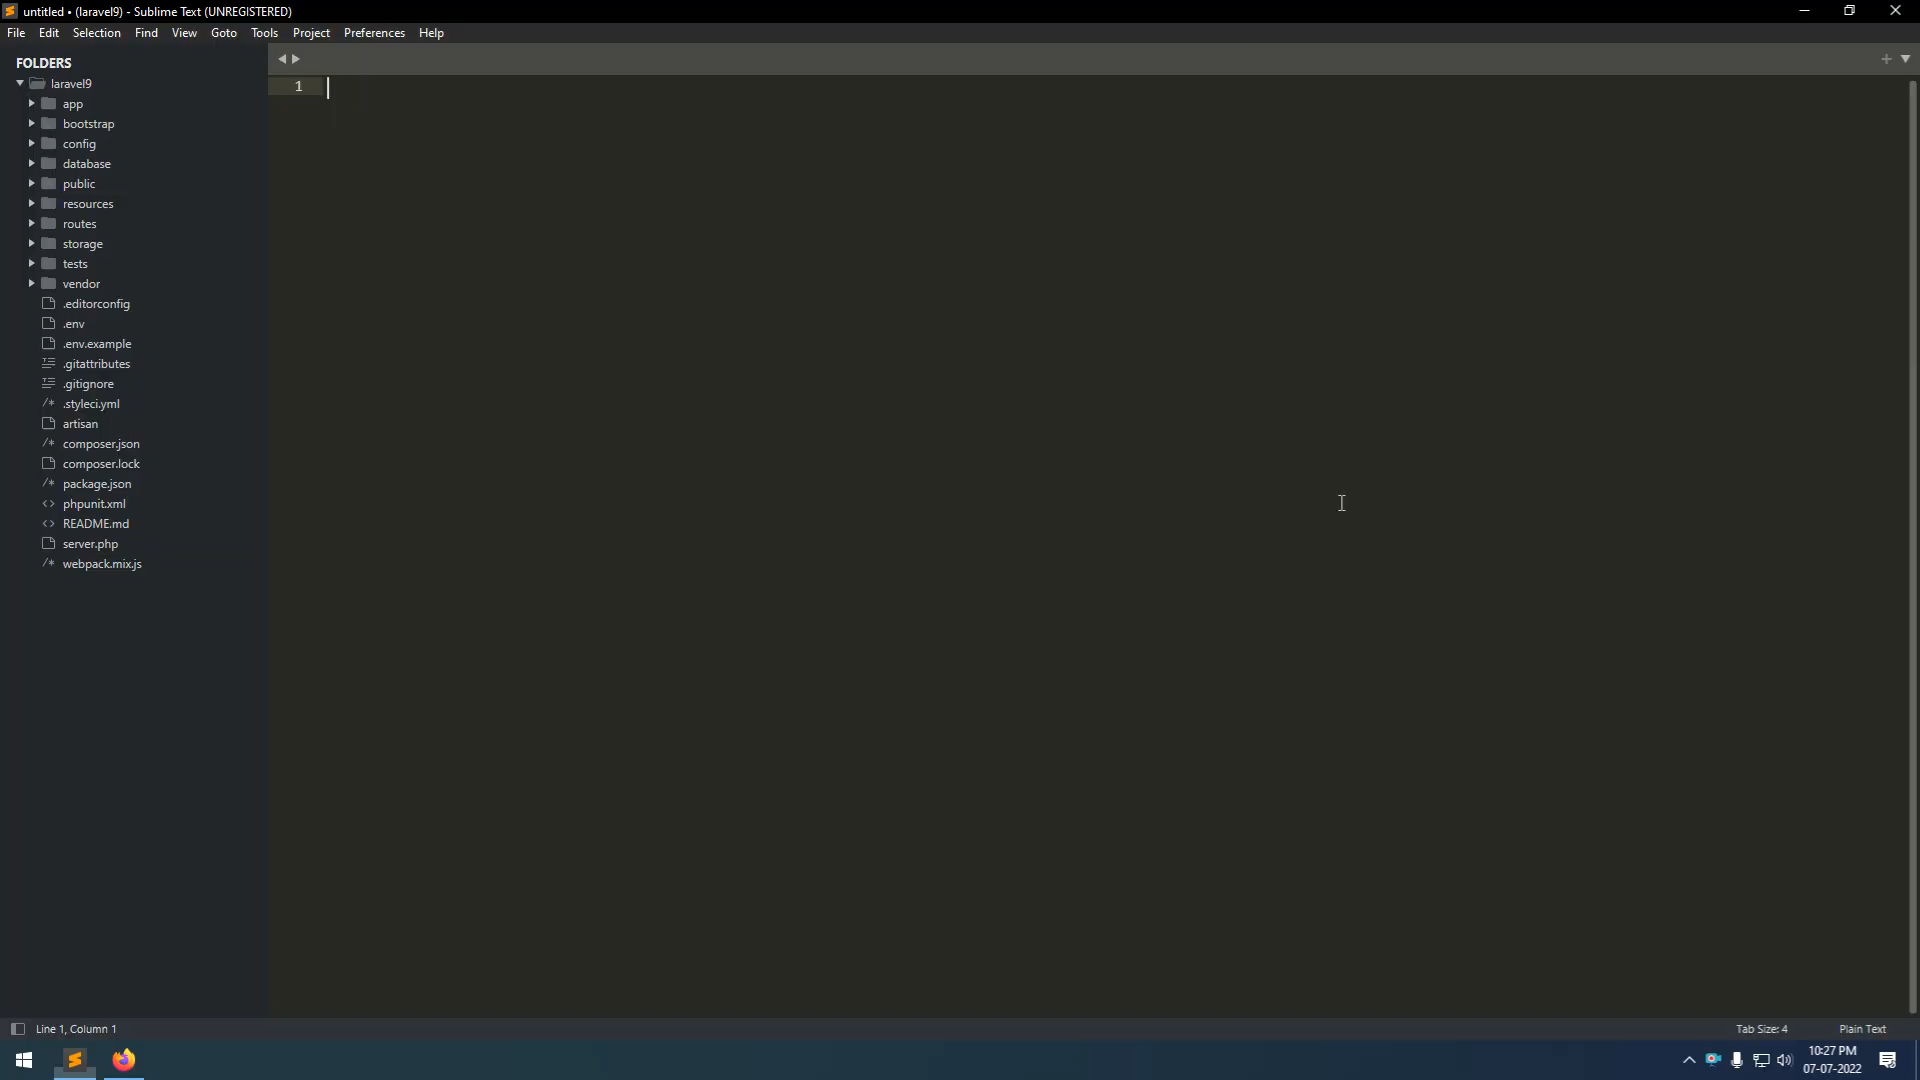 untitled • (laravel9) - Sublime Text (UNREGISTERED)
File Edit Selection Find View Goto Tools Project Preferences Help
FOLDERS
laravel9
app
bootstrap
config
database
public
resources
routes
storage
tests
vendor
.editorconfig
.env
.env.example
.gitattributes
.gitignore
/* .styleci.yml
artisan
/* composer.json
composer.lock
/* package.json
<> phpunit.xml
<> README.md
server.php
/* webpack.mix.js
1
Line 1, Column 1
Tab Size: 4
Plain Text
10:27 PM
07-07-2022